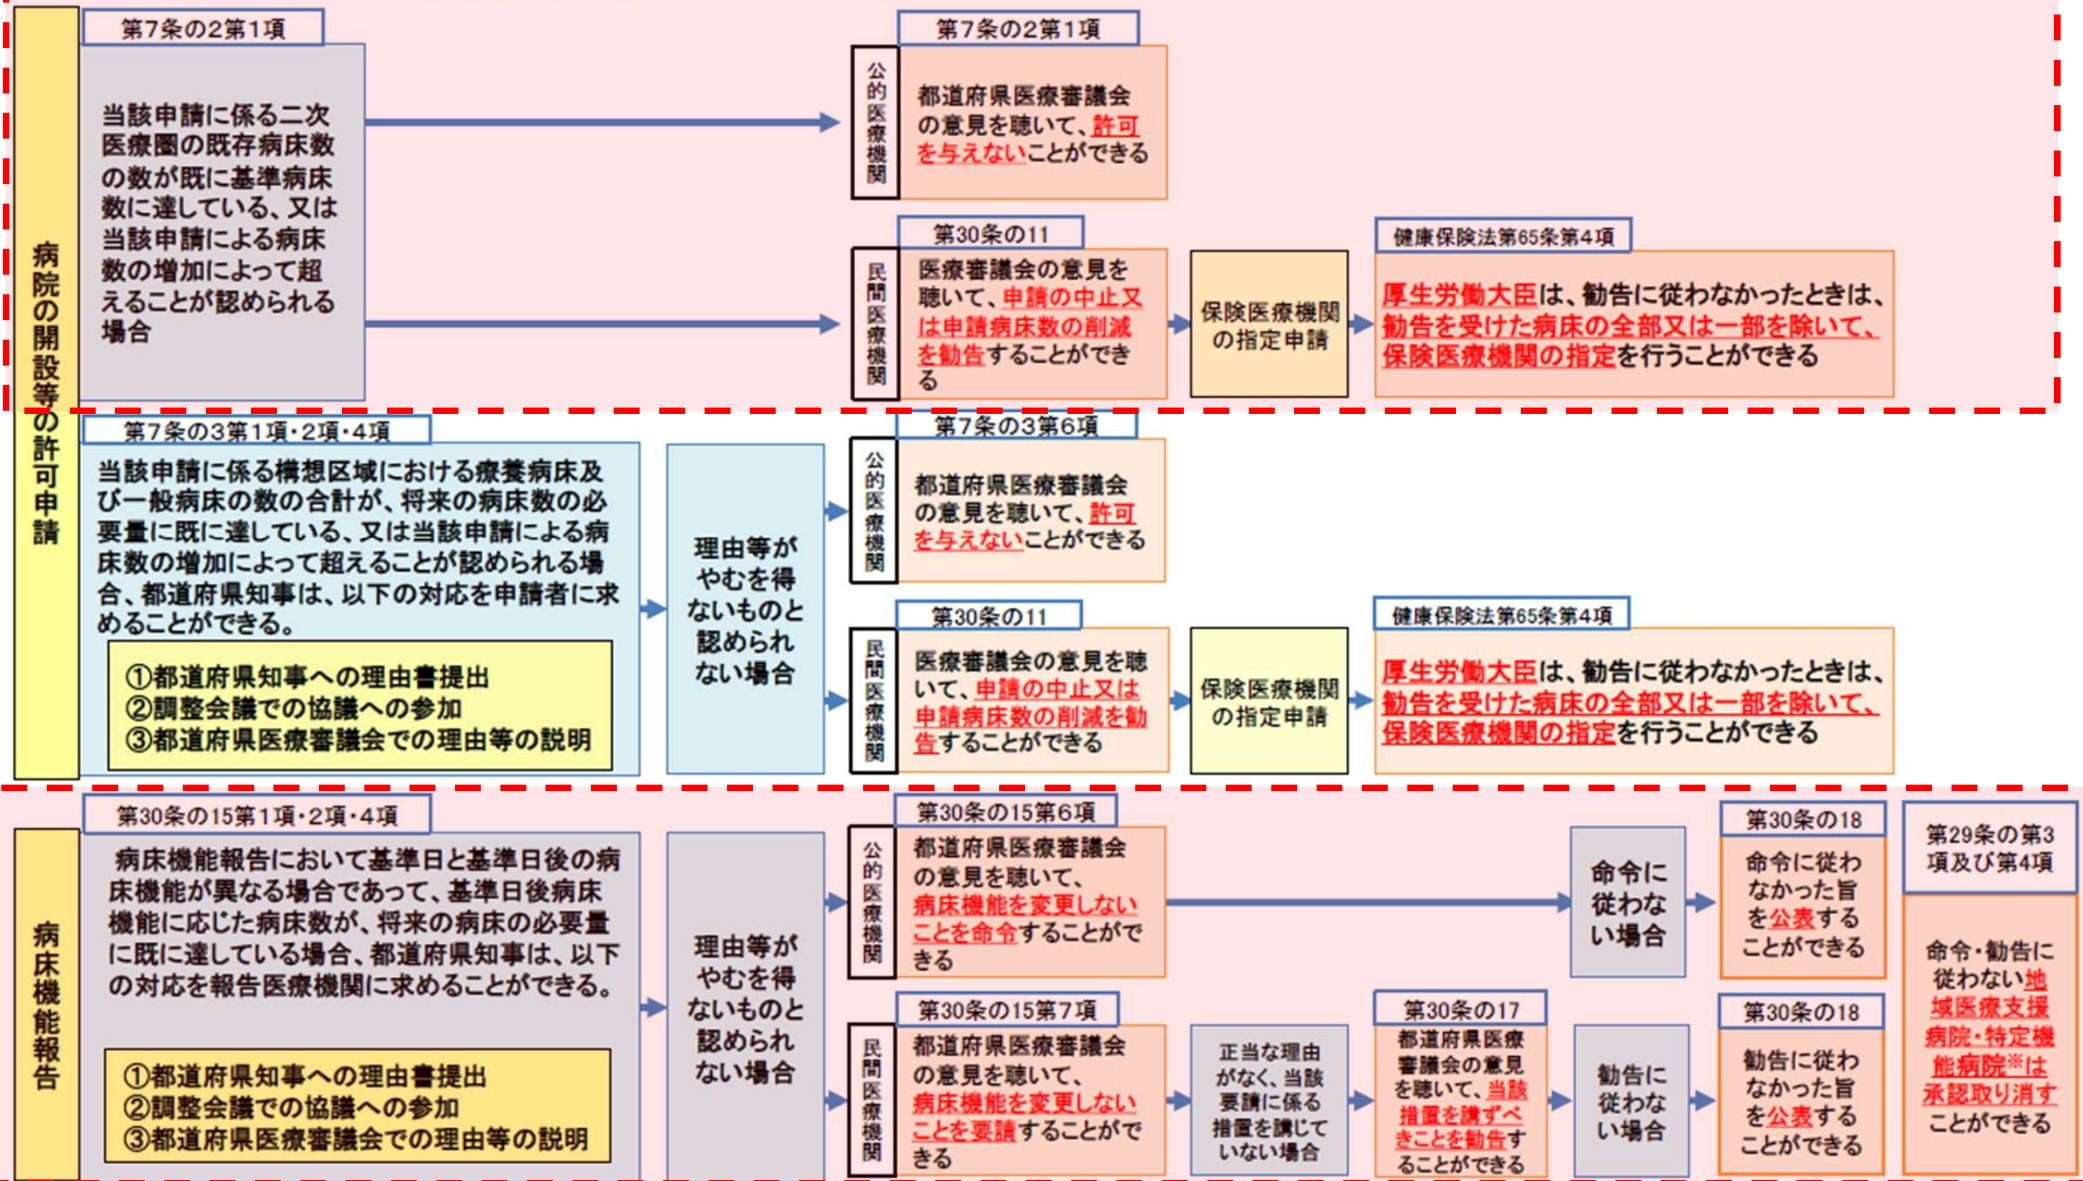 病院の開設等の許可申請
第7条の2第1項
当該申請に係る二次
医療圏の既存病床数
の数が既に基準病床
数に達している、又は
当該申請による病床
数の増加によって超
えることが認められる
場合
第7条の2第1項
公的医療機関
都道府県医療審議会
の意見を聴いて、許可
を与えないことができる
第30条の11
民間医療機関
医療審議会の意見を
聴いて、申請の中止又
は申請病床数の削減
を勧告することができ
る
保険医療機関
の指定申請
健康保険法第65条第4項
厚生労働大臣は、勧告に従わなかったときは、
勧告を受けた病床の全部又は一部を除いて、
保険医療機関の指定を行うことができる
第7条の3第1項・2項・4項
当該申請に係る構想区域における療養病床及
び一般病床の数の合計が、将来の病床数の必
要量に既に達している、又は当該申請による病
床数の増加によって超えることが認められる場
合、都道府県知事は、以下の対応を申請者に求
めることができる。
①都道府県知事への理由書提出
②調整会議での協議への参加
③都道府県医療審議会での理由等の説明
理由等が
やむを得
ないものと
認められ
ない場合
第7条の3第6項
公的医療機関
都道府県医療審議会
の意見を聴いて、許可
を与えないことができる
第30条の11
民間医療機関
医療審議会の意見を聴
いて、申請の中止又は
申請病床数の削減を勧
告することができる
保険医療機関
の指定申請
健康保険法第65条第4項
厚生労働大臣は、勧告に従わなかったときは、
勧告を受けた病床の全部又は一部を除いて、
保険医療機関の指定を行うことができる
病床機能報告
第30条の15第1項・2項・4項
病床機能報告において基準日と基準日後の病
床機能が異なる場合であって、基準日後病床
機能に応じた病床数が、将来の病床の必要量
に既に達している場合、都道府県知事は、以下
の対応を報告医療機関に求めることができる。
①都道府県知事への理由書提出
②調整会議での協議への参加
③都道府県医療審議会での理由等の説明
理由等が
やむを得
ないものと
認められ
ない場合
第30条の15第6項
公的医療機関
都道府県医療審議会
の意見を聴いて、
病床機能を変更しない
ことを命令することがで
きる
命令に
従わな
い場合
第30条の18
命令に従わ
なかった旨
を公表する
ことができる
第30条の15第7項
民間医療機関
都道府県医療審議会
の意見を聴いて、
病床機能を変更しない
ことを要請することがで
きる
正当な理由
がなく、当該
要請に係る
措置を講じて
いない場合
第30条の17
都道府県医療
審議会の意見
を聴いて、当該
措置を講ずべ
きことを勧告す
ることができる
勧告に
従わな
い場合
第30条の18
勧告に従わ
なかった旨
を公表する
ことができる
第29条の第3
項及び第4項
命令・勧告に
従わない地
域医療支援
病院・特定機
能病院※は
承認取り消す
ことができる